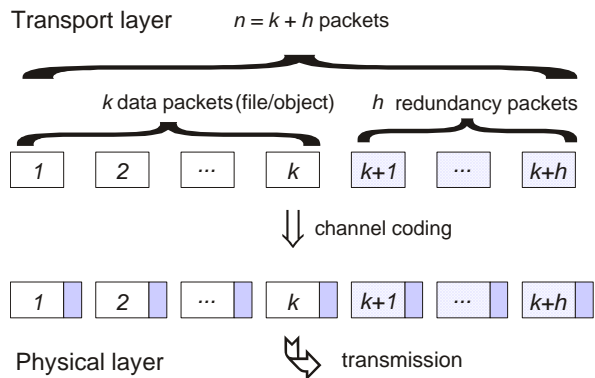 Transport layer n = k + h packets
k data packets (file/object) h redundancy packets
1 2 ... k k+1 ... k+h
channel coding
1 2 ... k k+1 ... k+h
Physical layer transmission